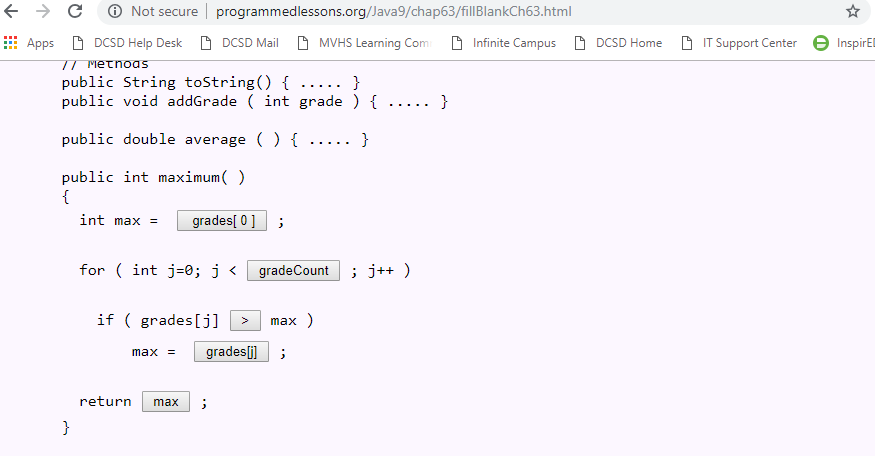 Not secure | programmedlessons.org/Java9/chap63/fillBlankCh63.html
Apps DCSD Help Desk DCSD Mail MVHS Learning Com Infinite Campus DCSD Home IT Support Center InspirED
// Methods
public String toString() { ..... }
public void addGrade ( int grade ) { ..... }
public double average ( ) { ..... }
public int maximum( )
{
int max = grades[ 0 ] ;
for ( int j=0; j < gradeCount ; j++ )
if ( grades[j] > max )
max = grades[j] ;
return max ;
}